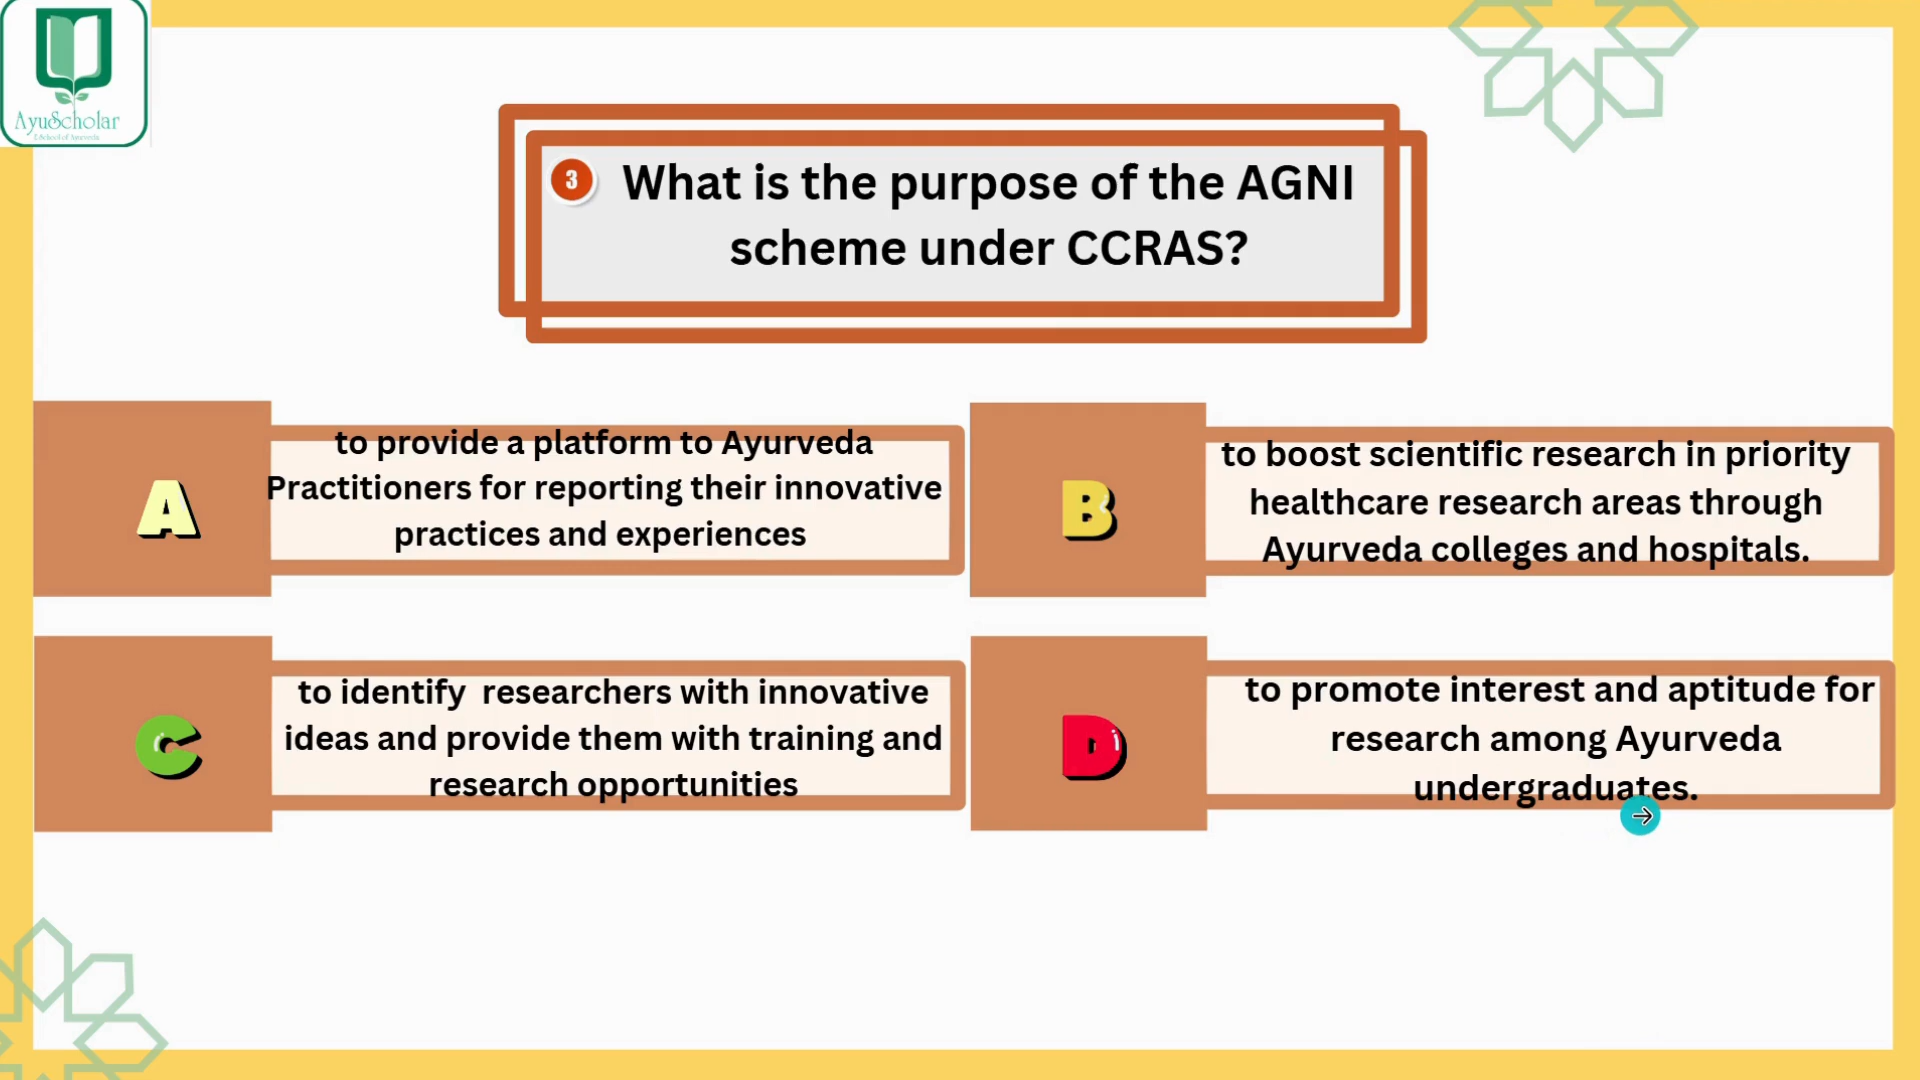 AyuScholar
E School of Ayurveda
3
What is the purpose of the AGNI
scheme under CCRAS?
A
to provide a platform to Ayurveda
Practitioners for reporting their innovative
practices and experiences
B
to boost scientific research in priority
healthcare research areas through
Ayurveda colleges and hospitals.
C
to identify researchers with innovative
ideas and provide them with training and
research opportunities
D
to promote interest and aptitude for
research among Ayurveda
undergraduates.